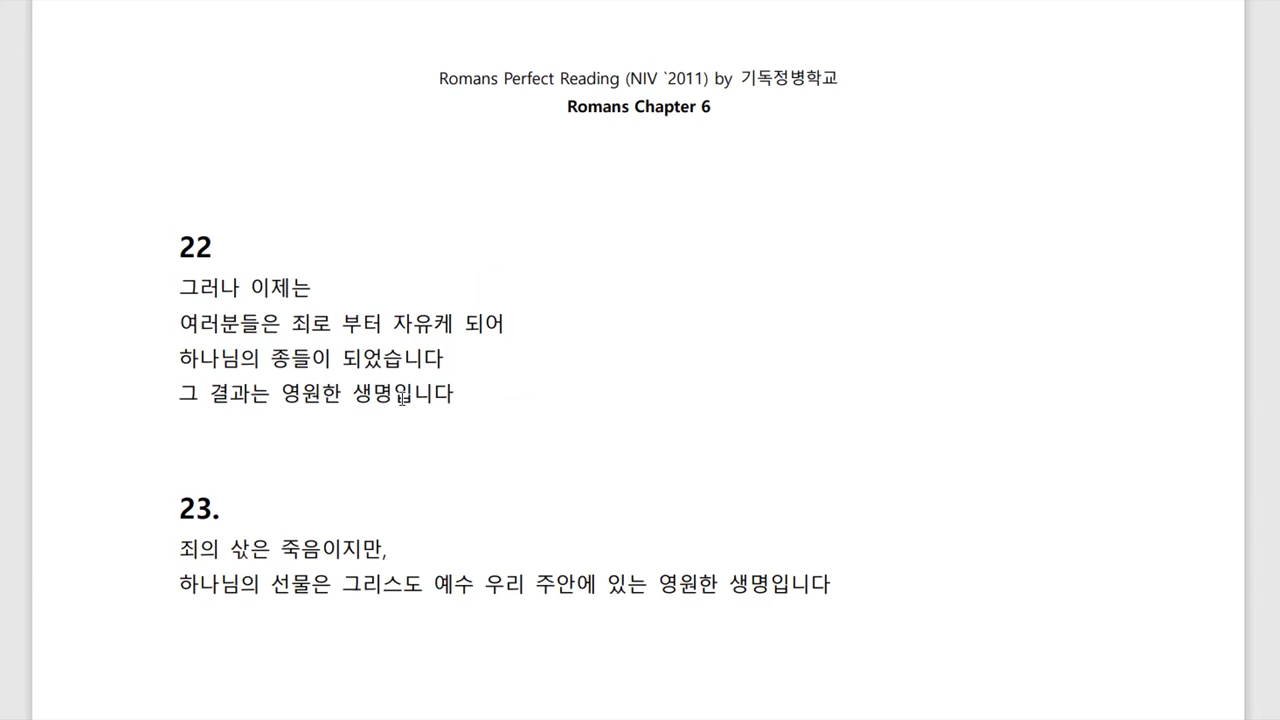 Romans Perfect Reading (NIV `2011) by 기독정병학교
Romans Chapter 6
22
그러나 이제는
여러분들은 죄로 부터 자유케 되어
하나님의 종들이 되었습니다
그 결과는 영원한 생명입니다
23.
죄의 삯은 죽음이지만,
하나님의 선물은 그리스도 예수 우리 주안에 있는 영원한 생명입니다